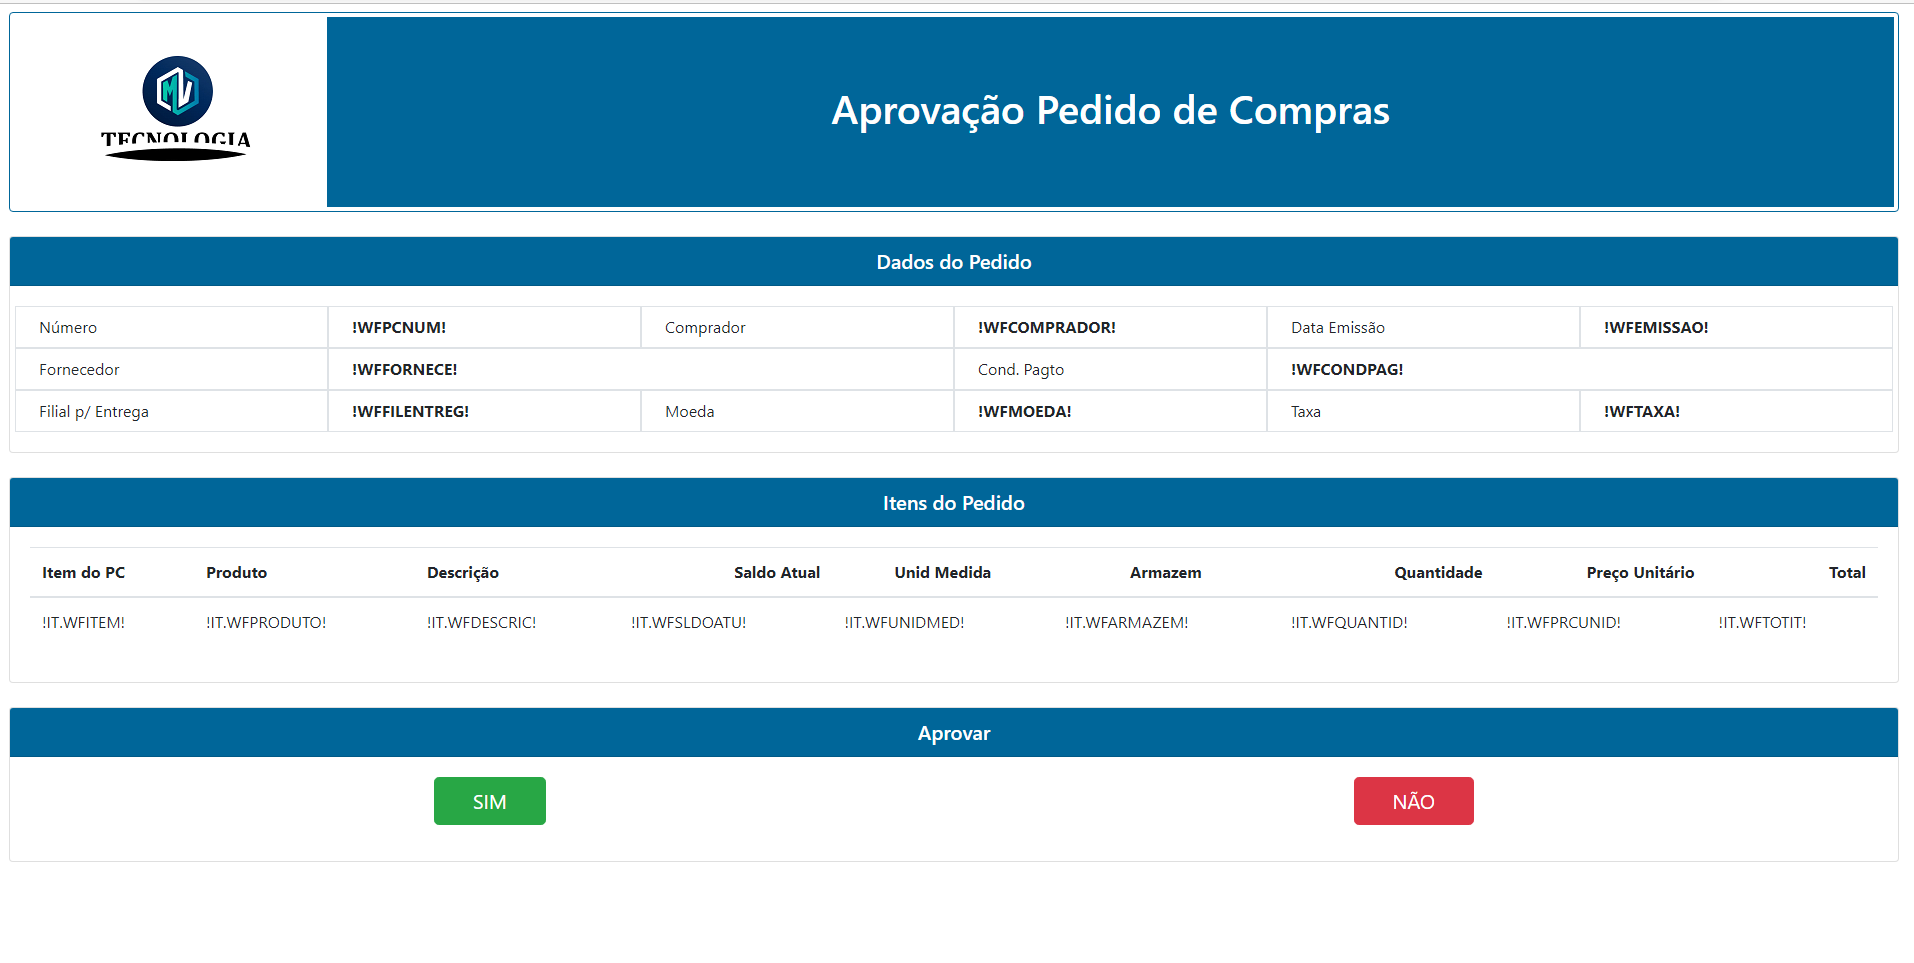 TECNOLOGIA
Aprovação Pedido de Compras
Dados do Pedido
Número !WFPCNUM! Comprador !WFCOMPRADOR! Data Emissão !WFEMISSAO!
Fornecedor !WFFORNECE! Cond. Pagto !WFCONDPAG!
Filial p/ Entrega !WFFILENTREG! Moeda !WFMOEDA! Taxa !WFTAXA!
Itens do Pedido
Item do PC Produto Descrição Saldo Atual Unid Medida Armazem Quantidade Preço Unitário Total
!IT.WFITEM! !IT.WFPRODUTO! !IT.WFDESCRIC! !IT.WFSLDOATU! !IT.WFUNIDMED! !IT.WFARMAZEM! !IT.WFQUANTID! !IT.WFPRCUNID! !IT.WFTOTIT!
Aprovar
SIM NÃO